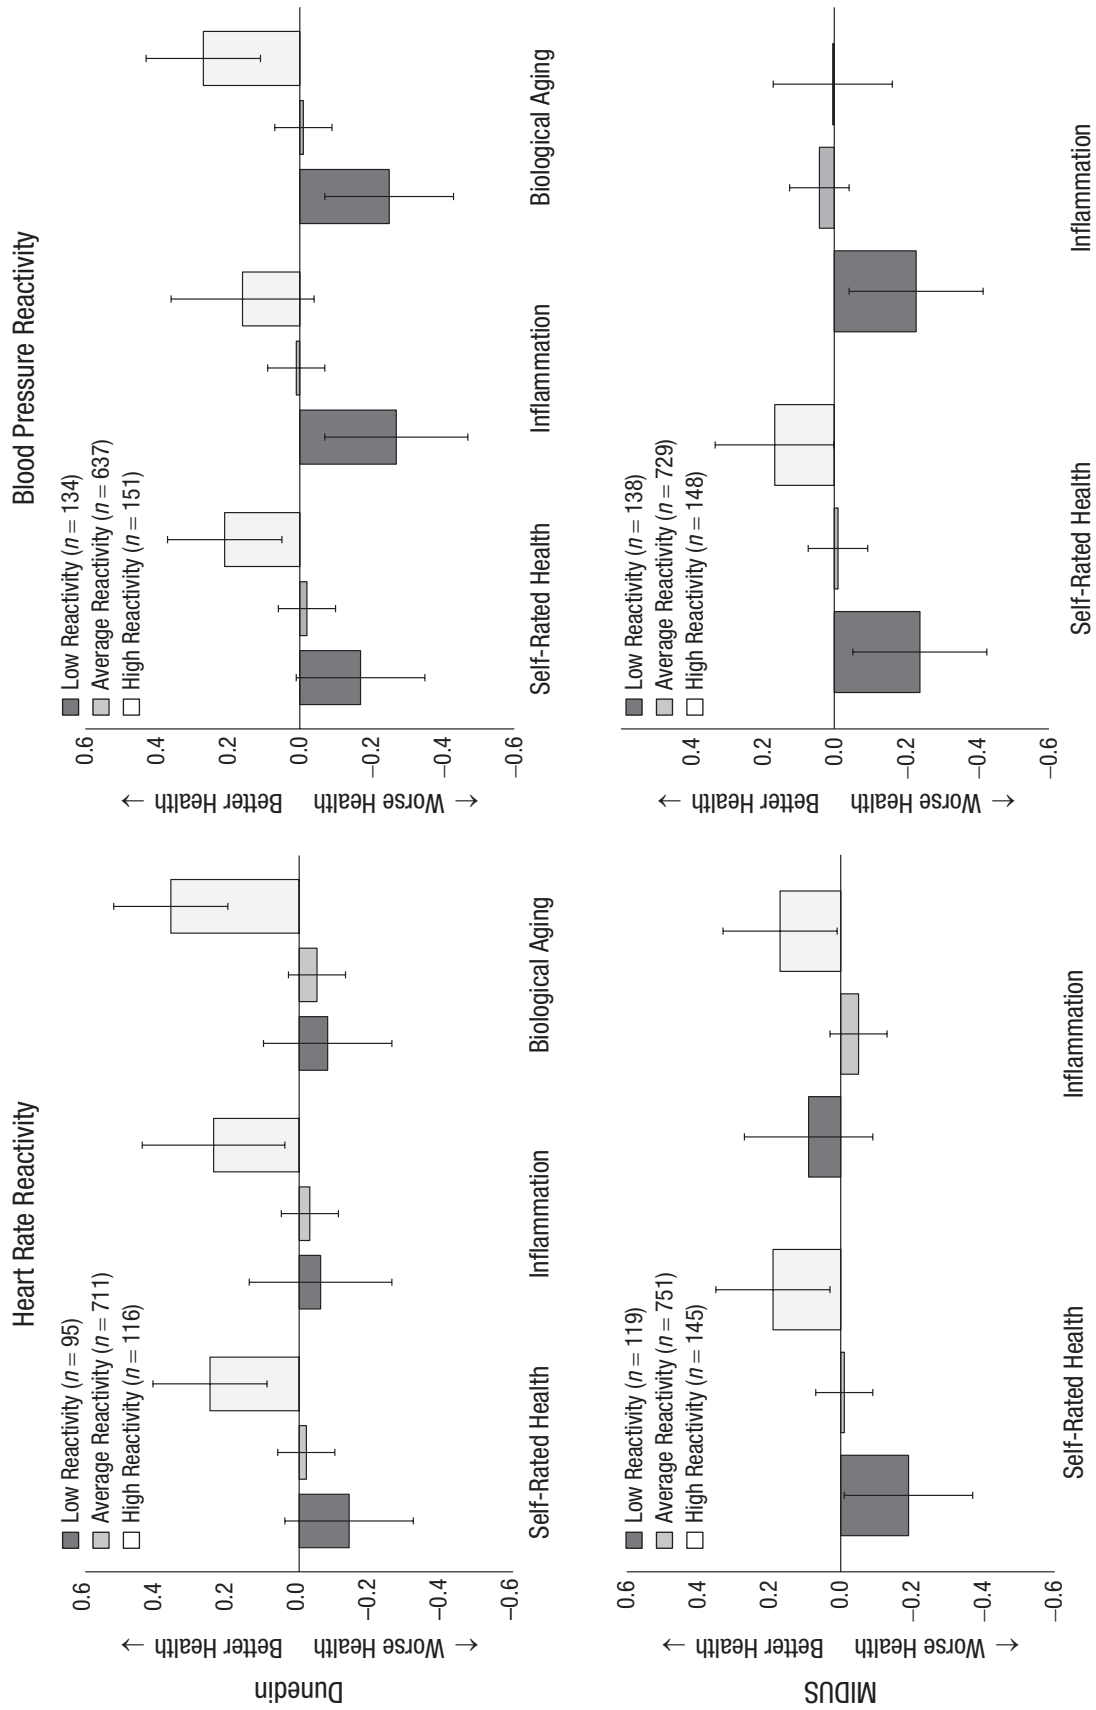 Heart Rate Reactivity
Blood Pressure Reactivity
Dunedin
← Worse Health Better Health →
0.6
0.4
0.2
0.0
−0.2
−0.4
−0.6
Low Reactivity (n = 95)
Average Reactivity (n = 711)
High Reactivity (n = 116)
Self-Rated Health
Inflammation
Biological Aging
← Worse Health Better Health →
0.6
0.4
0.2
0.0
−0.2
−0.4
−0.6
Low Reactivity (n = 134)
Average Reactivity (n = 637)
High Reactivity (n = 151)
Self-Rated Health
Inflammation
Biological Aging
MIDUS
← Worse Health Better Health →
0.6
0.4
0.2
0.0
−0.2
−0.4
−0.6
Low Reactivity (n = 119)
Average Reactivity (n = 751)
High Reactivity (n = 145)
Self-Rated Health
Inflammation
← Worse Health Better Health →
0.4
0.2
0.0
−0.2
−0.4
−0.6
Low Reactivity (n = 138)
Average Reactivity (n = 729)
High Reactivity (n = 148)
Self-Rated Health
Inflammation